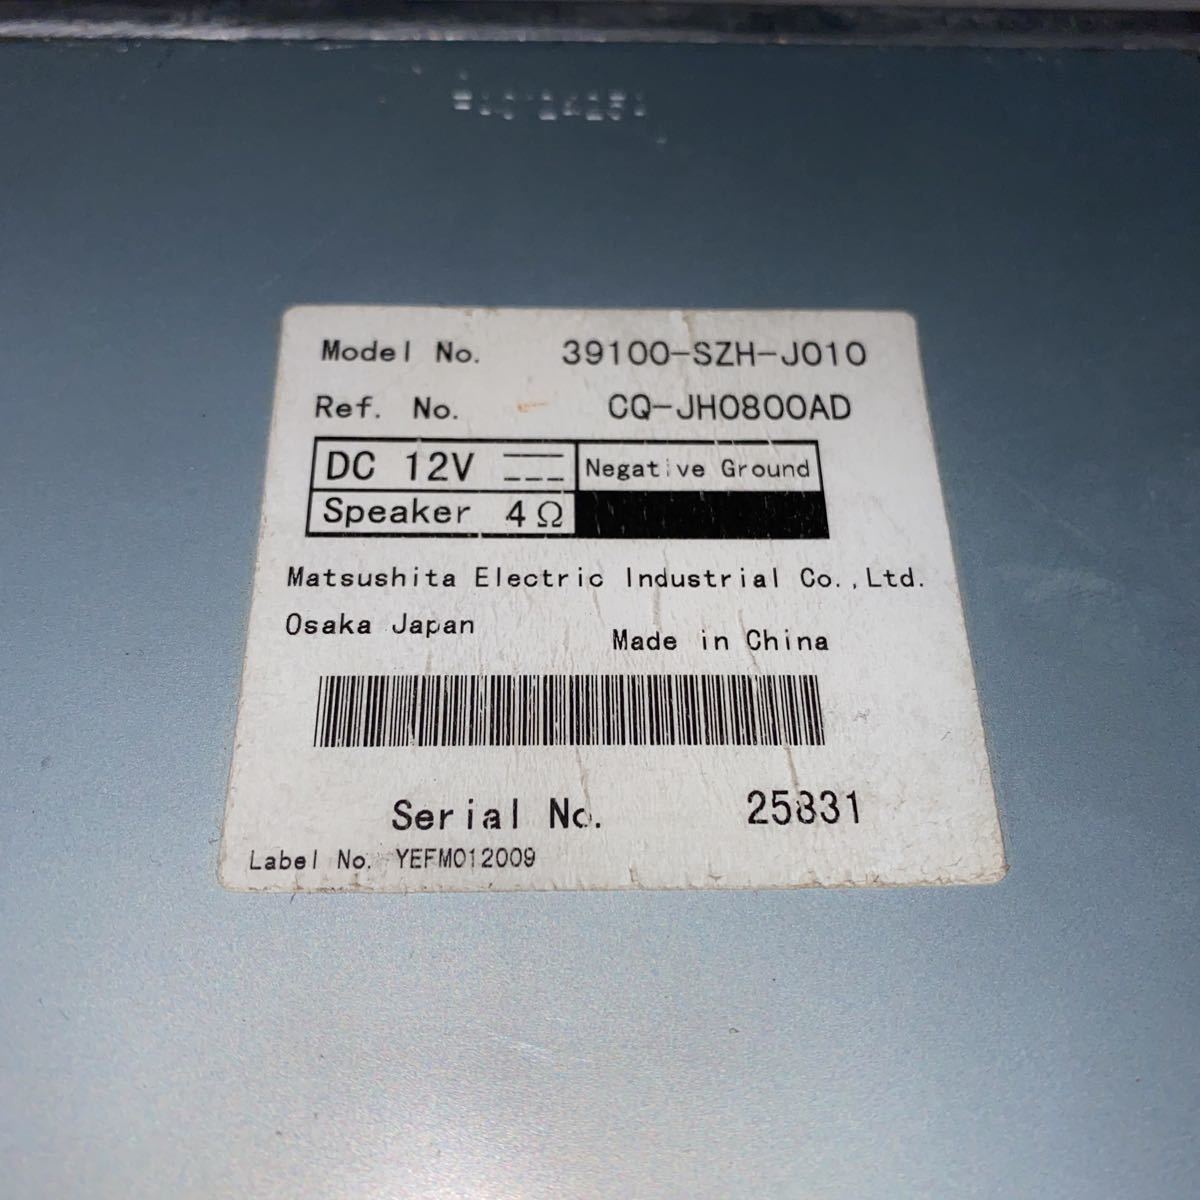 Model No. 39100-SZH-J010
Ref. No. CQ-JH0800AD
DC 12V Negative Ground
Speaker 4Ω
Matsushita Electric Industrial Co.,Ltd.
Osaka Japan
Made in China
Serial No. 25831
Label No. YEFM012009